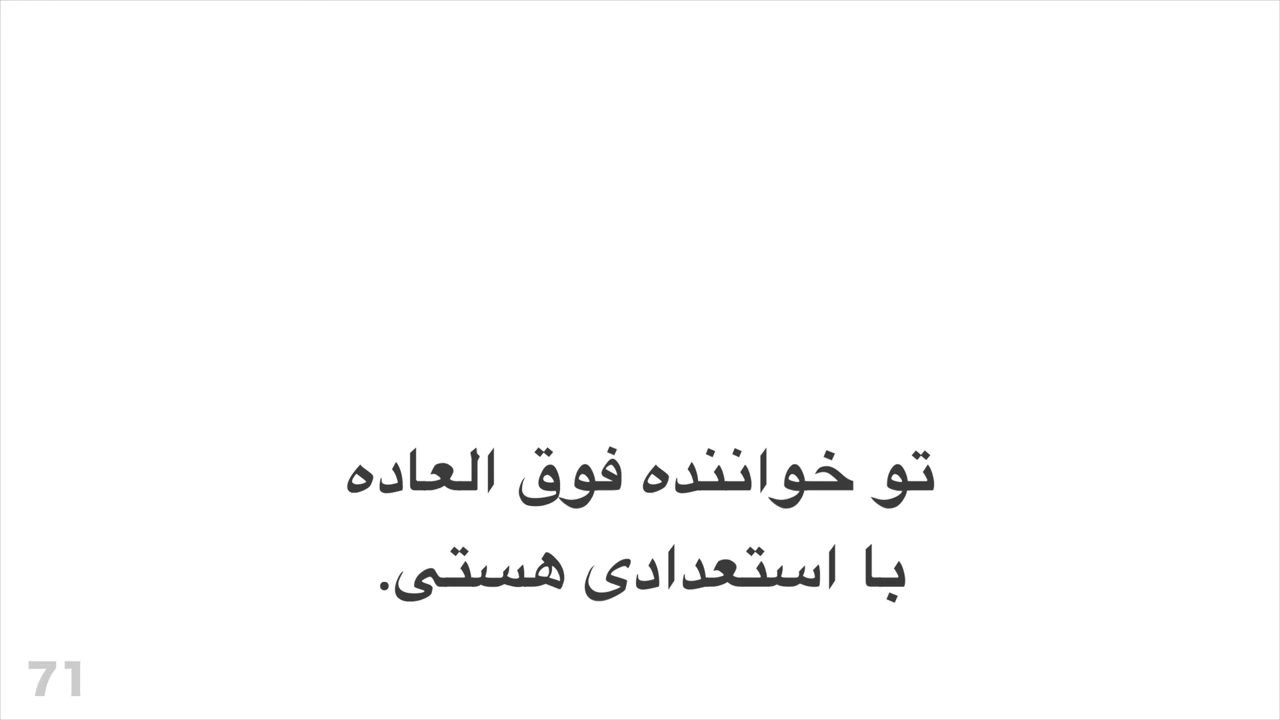 تو خواننده فوق العاده
با استعدادی هستی.
71